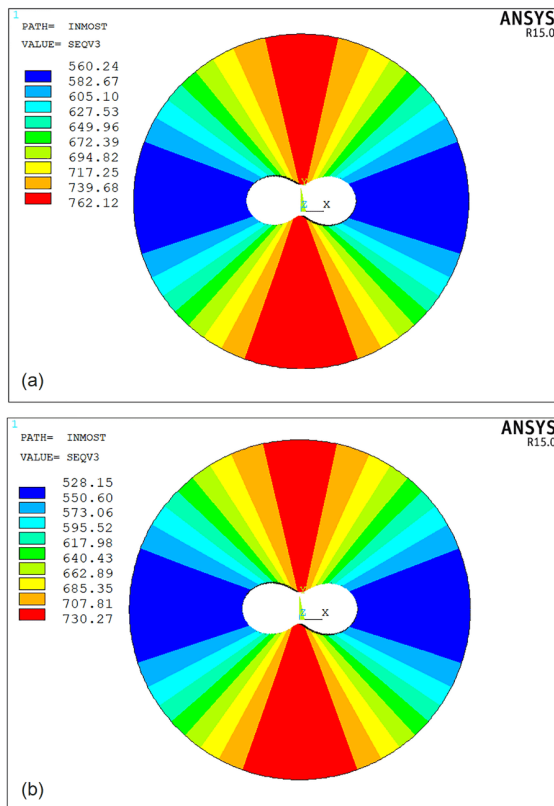 1
ANSYS
R15.0
PATH= INMOST
VALUE= SEQV3
560.24
582.67
605.10
627.53
649.96
672.39
694.82
717.25
739.68
762.12
Y
Z X
(a)
1
ANSYS
R15.0
PATH= INMOST
VALUE= SEQV3
528.15
550.60
573.06
595.52
617.98
640.43
662.89
685.35
707.81
730.27
Y
Z X
(b)